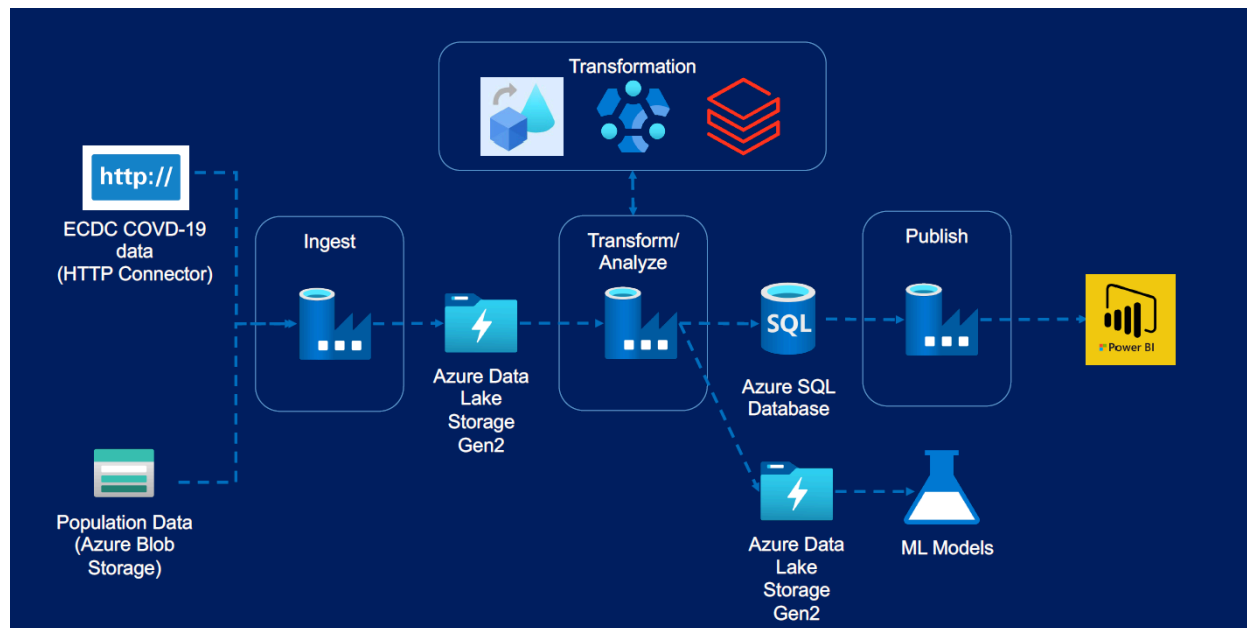 Transformation
http://
ECDC COVD-19
data
(HTTP Connector)
Ingest
Transform/
Analyze
Publish
SQL
Power BI
Azure Data
Lake
Storage
Gen2
Azure SQL
Database
Population Data
(Azure Blob
Storage)
Azure Data
Lake
Storage
Gen2
ML Models